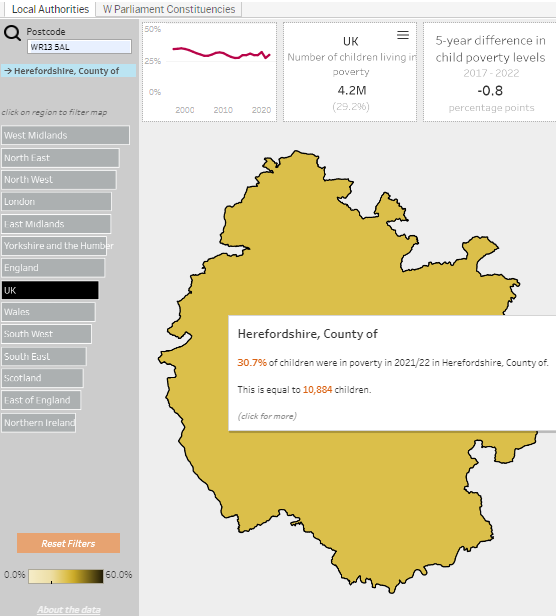 Local Authorities
W Parliament Constituencies
Postcode
WR13 5AL
→ Herefordshire, County of
click on region to filter map
West Midlands
North East
North West
London
East Midlands
Yorkshire and the Humber
England
UK
Wales
South West
South East
Scotland
East of England
Northern Ireland
Reset Filters
0.0% 60.0%
About the data
50%
25%
0%
2000 2010 2020
UK
Number of children living in
poverty
4.2M
(29.2%)
5-year difference in
child poverty levels
2017 - 2022
-0.8
percentage points
Herefordshire, County of
30.7% of children were in poverty in 2021/22 in Herefordshire, County of.
This is equal to 10,884 children.
(click for more)